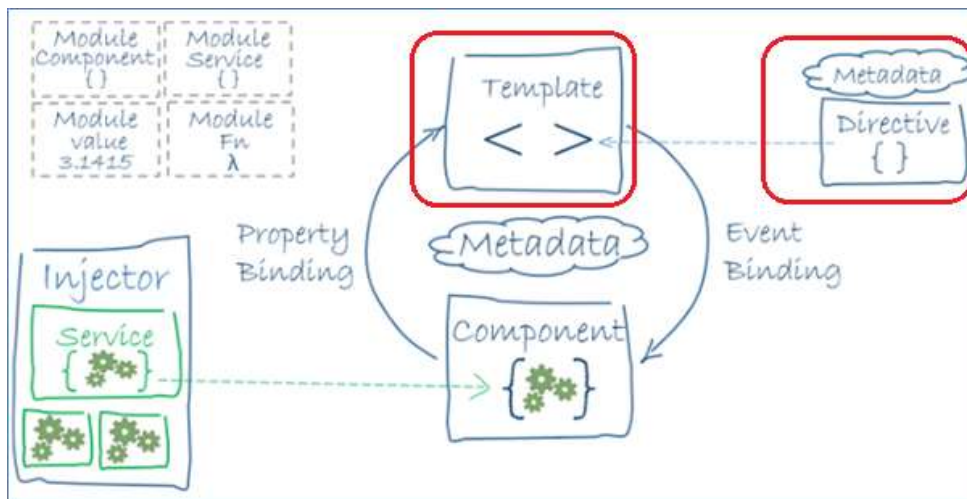 Module
Component
{ }
Module
Service
{ }
Module
value
3.1415
Module
Fn
λ
Template
< >
Metadata
Directive
{ }
Property
Binding
Metadata
Event
Binding
Injector
Service
{ }
Component
{ }